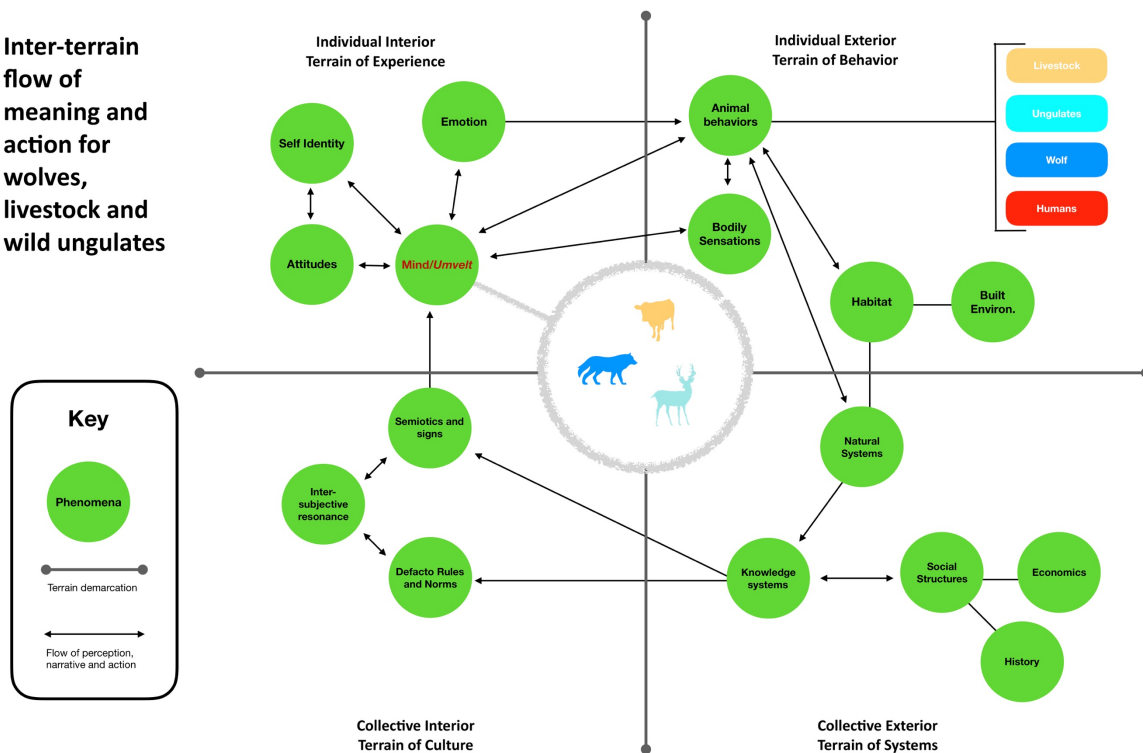 Inter-terrain
flow of
meaning and
action for
wolves,
livestock and
wild ungulates
Individual Interior
Terrain of Experience
Individual Exterior
Terrain of Behavior
Emotion
Self Identity
Attitudes
Mind/Umvelt
Animal
behaviors
Bodily
Sensations
Livestock
Ungulates
Wolf
Humans
Habitat
Built
Environ.
Key
Phenomena
Terrain demarcation
Flow of perception,
narrative and action
Semiotics and
signs
Inter-
subjective
resonance
Defacto Rules
and Norms
Natural
Systems
Knowledge
systems
Social
Structures
Economics
History
Collective Interior
Terrain of Culture
Collective Exterior
Terrain of Systems